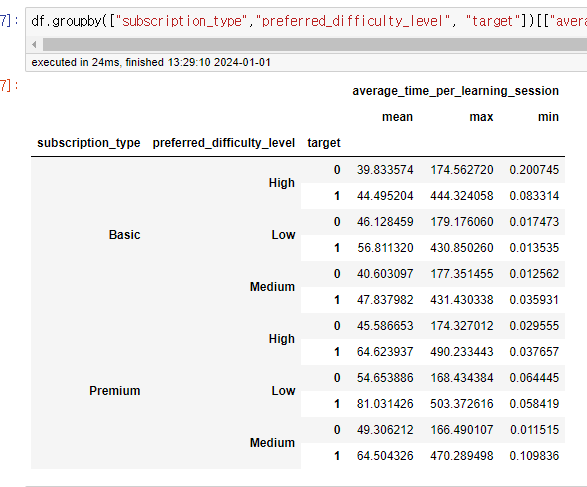 7]: df.groupby(["subscription_type","preferred_difficulty_level", "target"])[["avera
executed in 24ms, finished 13:29:10 2024-01-01
7]:
average_time_per_learning_session
mean max min
subscription_type preferred_difficulty_level target
Basic High 0 39.833574 174.562720 0.200745
1 44.495204 444.324058 0.083314
Low 0 46.128459 179.176060 0.017473
1 56.811320 430.850260 0.013535
Medium 0 40.603097 177.351455 0.012562
1 47.837982 431.430338 0.035931
Premium High 0 45.586653 174.327012 0.029555
1 64.623937 490.233443 0.037657
Low 0 54.653886 168.434384 0.064445
1 81.031426 503.372616 0.058419
Medium 0 49.306212 166.490107 0.011515
1 64.504326 470.289498 0.109836